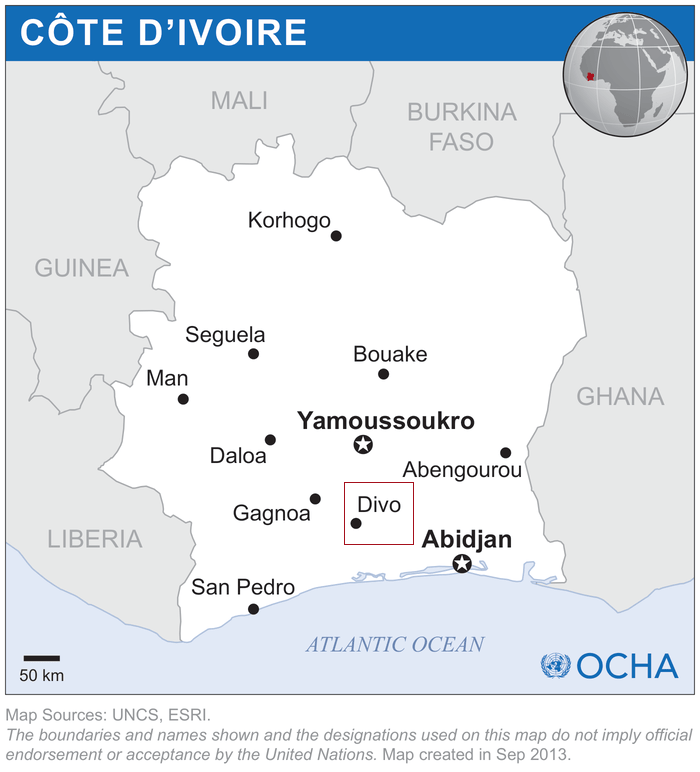 CÔTE D’IVOIRE
MALI
BURKINA
FASO
Korhogo
GUINEA
Seguela
Bouake
Man
GHANA
Yamoussoukro
Daloa
Abengourou
Divo
Gagnoa
LIBERIA
Abidjan
San Pedro
ATLANTIC OCEAN
50 km
OCHA
Map Sources: UNCS, ESRI.
The boundaries and names shown and the designations used on this map do not imply official
endorsement or acceptance by the United Nations. Map created in Sep 2013.